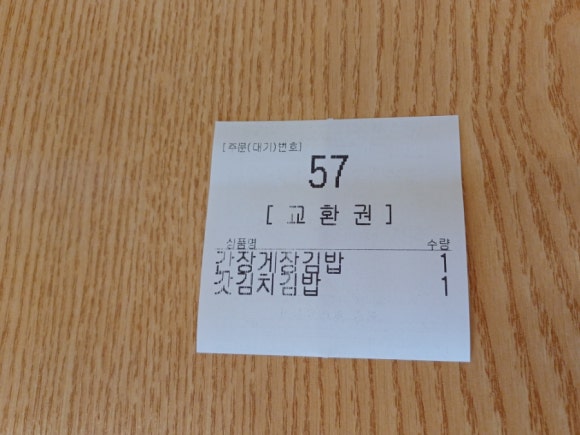 [주문(대기)번호]
57
[ 교 환 권 ]
상품명 수량
간장게장김밥 1
갓김치김밥 1